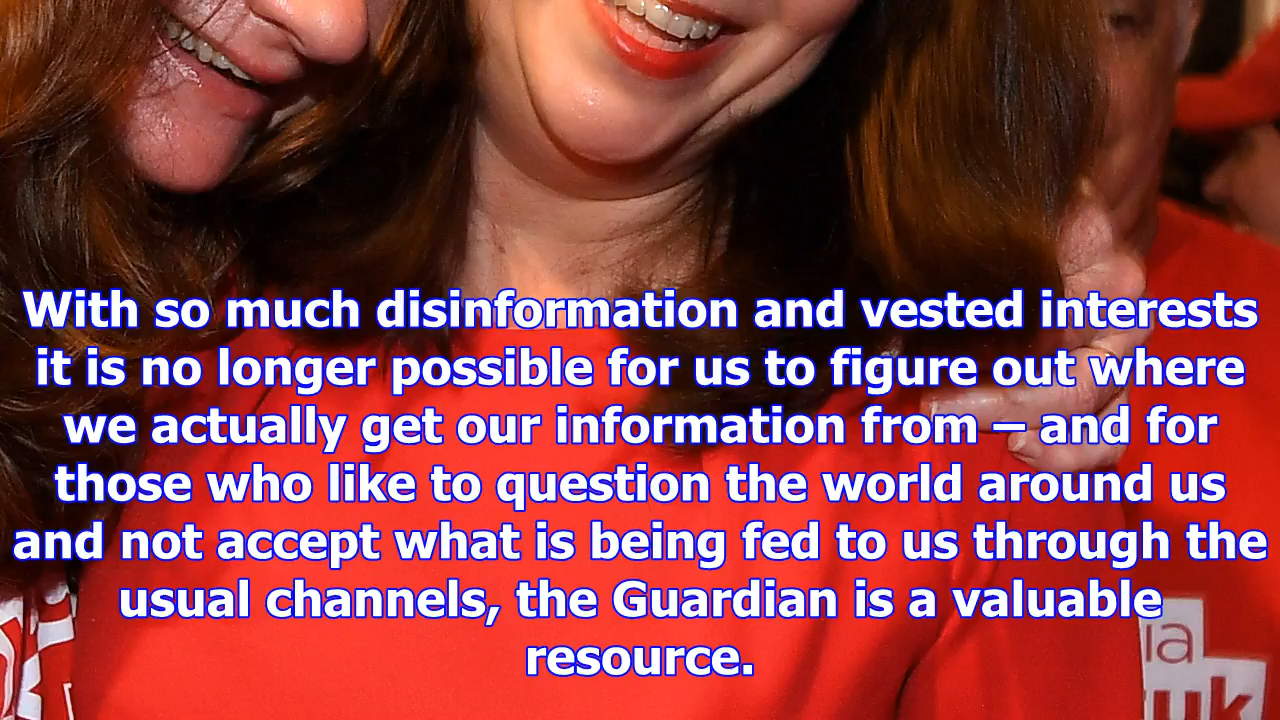 With so much disinformation and vested interests
it is no longer possible for us to figure out where
we actually get our information from – and for
those who like to question the world around us
and not accept what is being fed to us through the
usual channels, the Guardian is a valuable
resource.
ia
uk